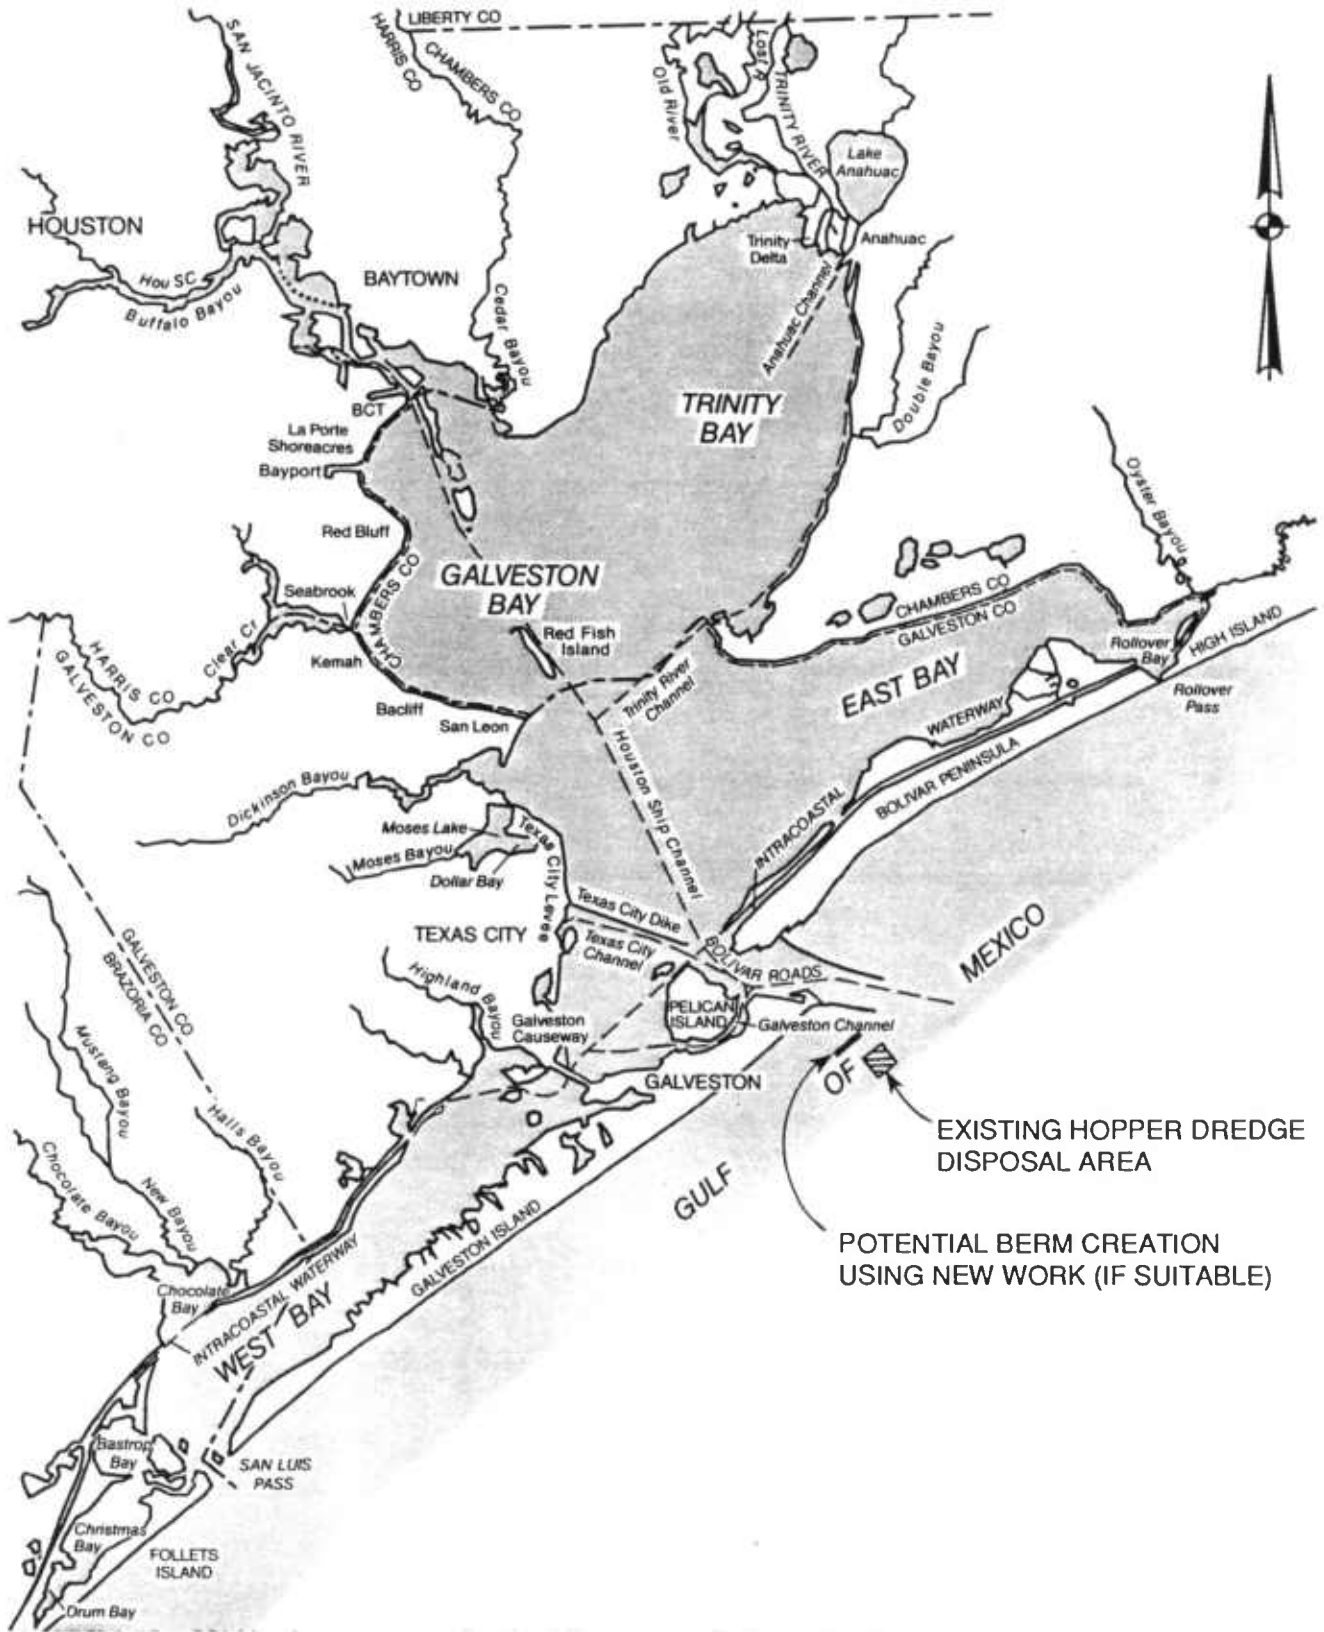 LIBERTY CO
HARRIS CO
CHAMBERS CO
SAN JACINTO RIVER
Old River
Lost R
TRINITY RIVER
Lake
Anahuac
HOUSTON
Trinity
Delta
Anahuac
Hou SC
Buffalo Bayou
BAYTOWN
Cedar Bayou
Anahuac Channel
Double Bayou
TRINITY
BAY
BCT
La Porte
Shoreacres
Bayport
Oyster Bayou
Red Bluff
GALVESTON
BAY
CHAMBERS CO
Seabrook
CHAMBERS CO
GALVESTON CO
Red Fish
Island
Clear Cr
Kemah
HARRIS CO
GALVESTON CO
Rollover
Bay
HIGH ISLAND
EAST BAY
Trinity River
Channel
Rollover
Pass
Bacliff
San Leon
WATERWAY
Houston Ship Channel
BOLIVAR PENINSULA
Dickinson Bayou
INTRACOASTAL
Moses Lake
Moses Bayou
Dollar Bay
Texas City Levee
Texas City Dike
TEXAS CITY
Texas City
Channel
BOLIVAR ROADS
MEXICO
GALVESTON CO
BRAZORIA CO
Highland Bayou
PELICAN
ISLAND
Galveston
Causeway
Galveston Channel
Mustang Bayou
OF
GALVESTON
Halls Bayou
EXISTING HOPPER DREDGE
DISPOSAL AREA
Chocolate Bayou
New Bayou
GULF
GALVESTON ISLAND
POTENTIAL BERM CREATION
USING NEW WORK (IF SUITABLE)
Chocolate
Bay
INTRACOASTAL WATERWAY
WEST BAY
Bastrop
Bay
SAN LUIS
PASS
Christmas
Bay
FOLLETS
ISLAND
Drum Bay